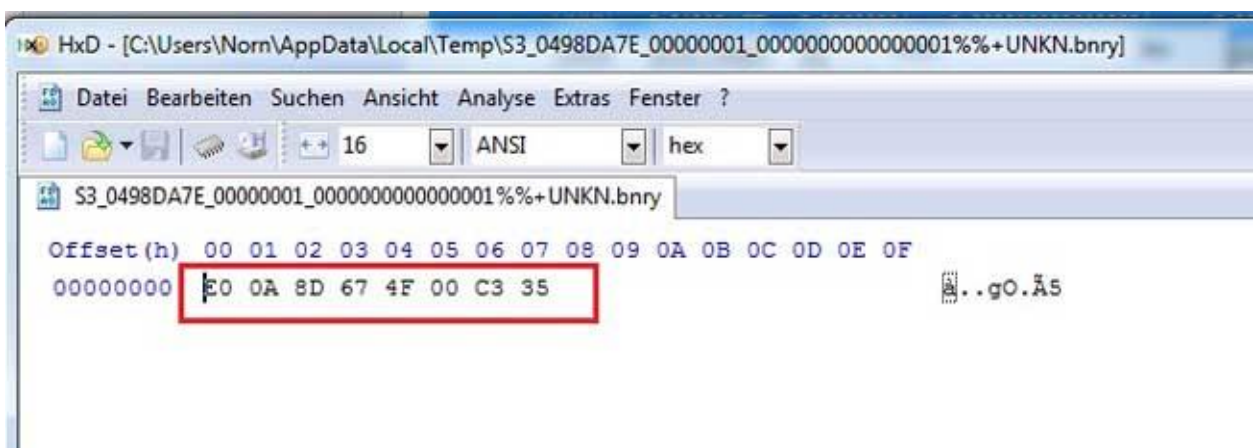 HxD - [C:\Users\Norn\AppData\Local\Temp\S3_0498DA7E_00000001_0000000000000001%%+UNKN.bnry]
Datei Bearbeiten Suchen Ansicht Analyse Extras Fenster ?
16 ANSI hex
S3_0498DA7E_00000001_0000000000000001%%+UNKN.bnry
Offset(h) 00 01 02 03 04 05 06 07 08 09 0A 0B 0C 0D 0E 0F
00000000 E0 0A 8D 67 4F 00 C3 35 à..gO.Ã5